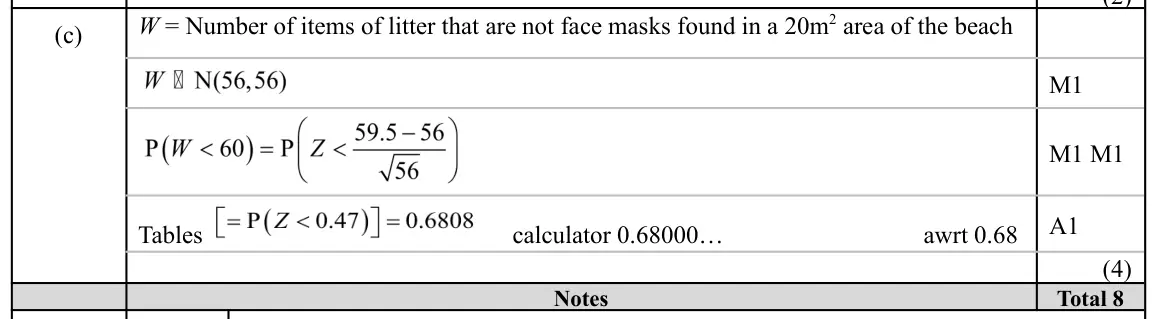 (2)
(c)
W = Number of items of litter that are not face masks found in a 20m² area of the beach
W ⌷ N(56,56)
M1
P(W < 60) = P(Z < (59.5 − 56)/√56)
M1 M1
Tables [= P(Z < 0.47)] = 0.6808 calculator 0.68000… awrt 0.68
A1
(4)
Notes
Total 8